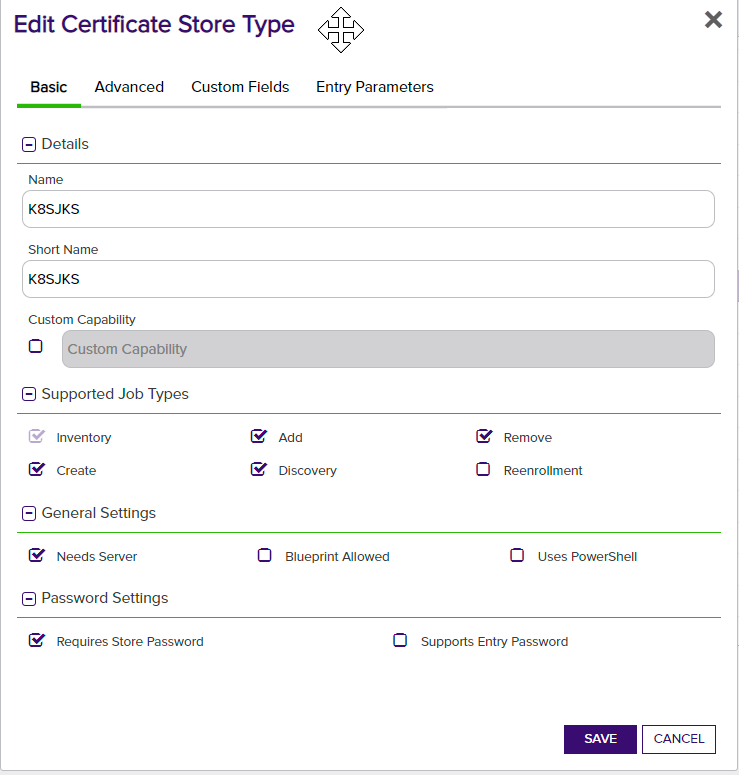 Edit Certificate Store Type
Basic Advanced Custom Fields Entry Parameters
Details
Name
K8SJKS
Short Name
K8SJKS
Custom Capability
Custom Capability
Supported Job Types
Inventory Add Remove
Create Discovery Reenrollment
General Settings
Needs Server Blueprint Allowed Uses PowerShell
Password Settings
Requires Store Password Supports Entry Password
SAVE CANCEL